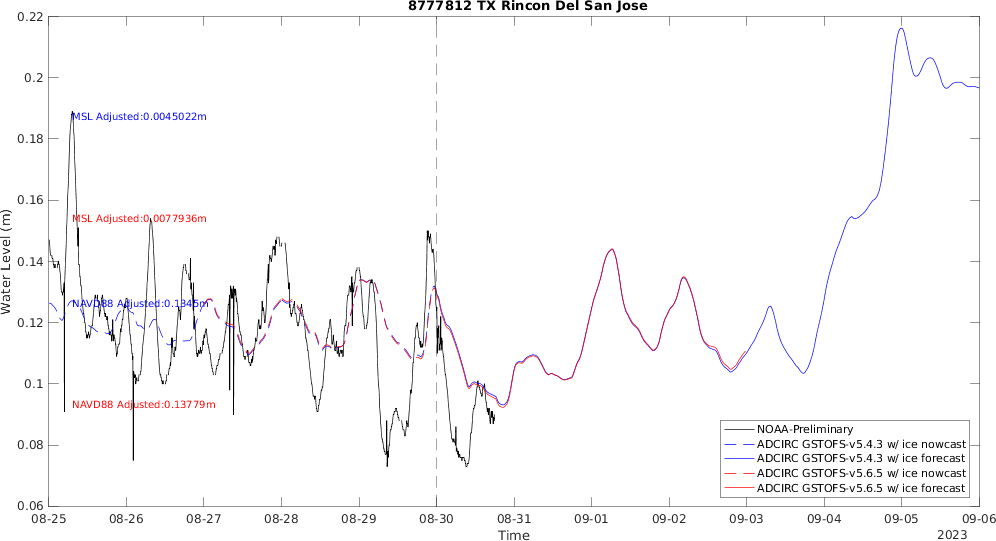 8777812 TX Rincon Del San Jose
0.22
0.2
0.18
0.16
0.14
0.12
0.1
0.08
0.06
Water Level (m)
MSL Adjusted:0.0045022m
MSL Adjusted:0.0077936m
NAVD88 Adjusted:0.1345m
NAVD88 Adjusted:0.13779m
NOAA-Preliminary
ADCIRC GSTOFS-v5.4.3 w/ ice nowcast
ADCIRC GSTOFS-v5.4.3 w/ ice forecast
ADCIRC GSTOFS-v5.6.5 w/ ice nowcast
ADCIRC GSTOFS-v5.6.5 w/ ice forecast
08-25 08-26 08-27 08-28 08-29 08-30 08-31 09-01 09-02 09-03 09-04 09-05 09-06
Time
2023